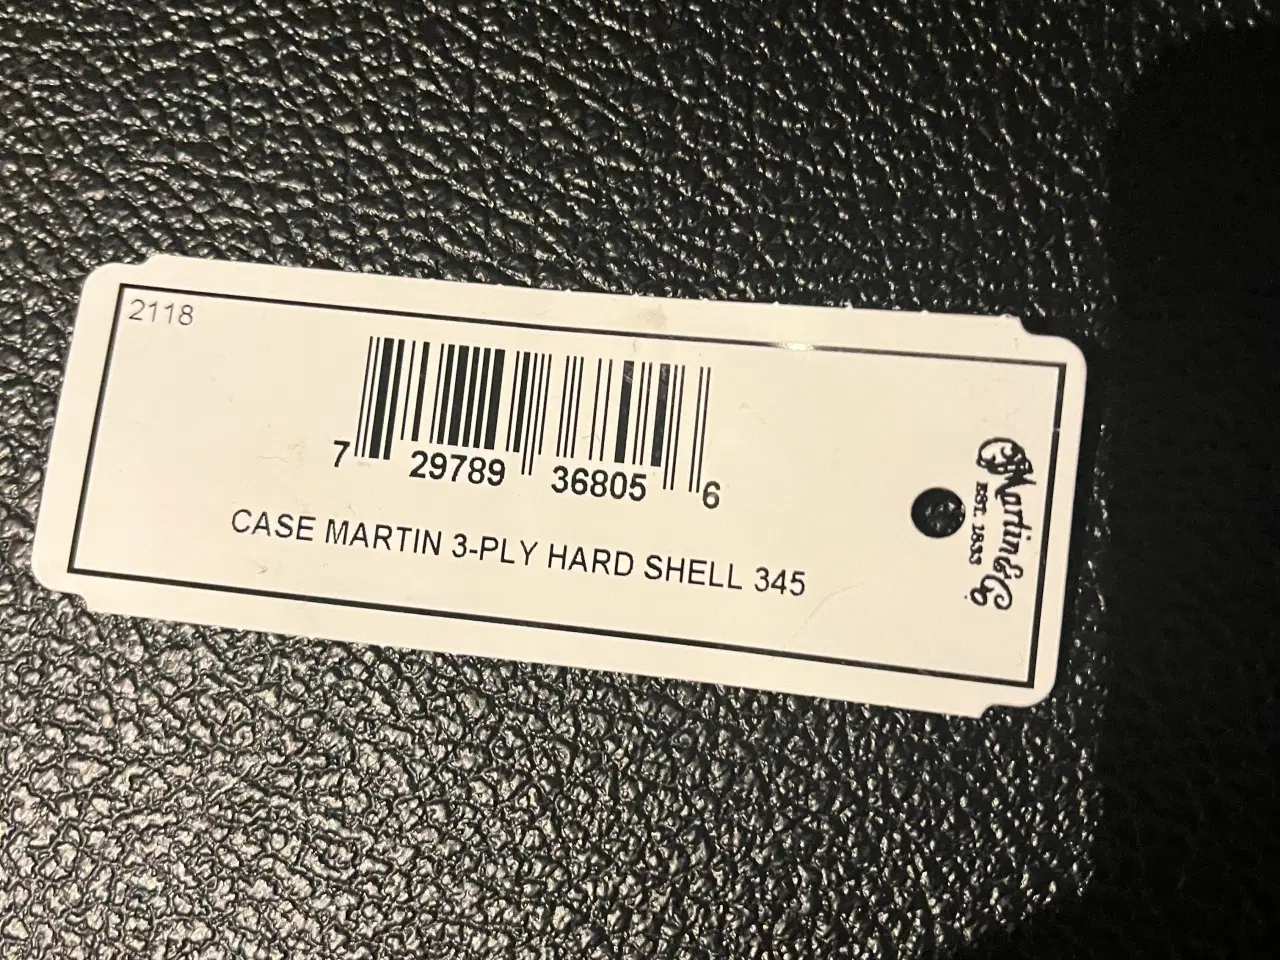 2118
7 29789 36805 6
CASE MARTIN 3-PLY HARD SHELL 345
Martin & Co
EST. 1833